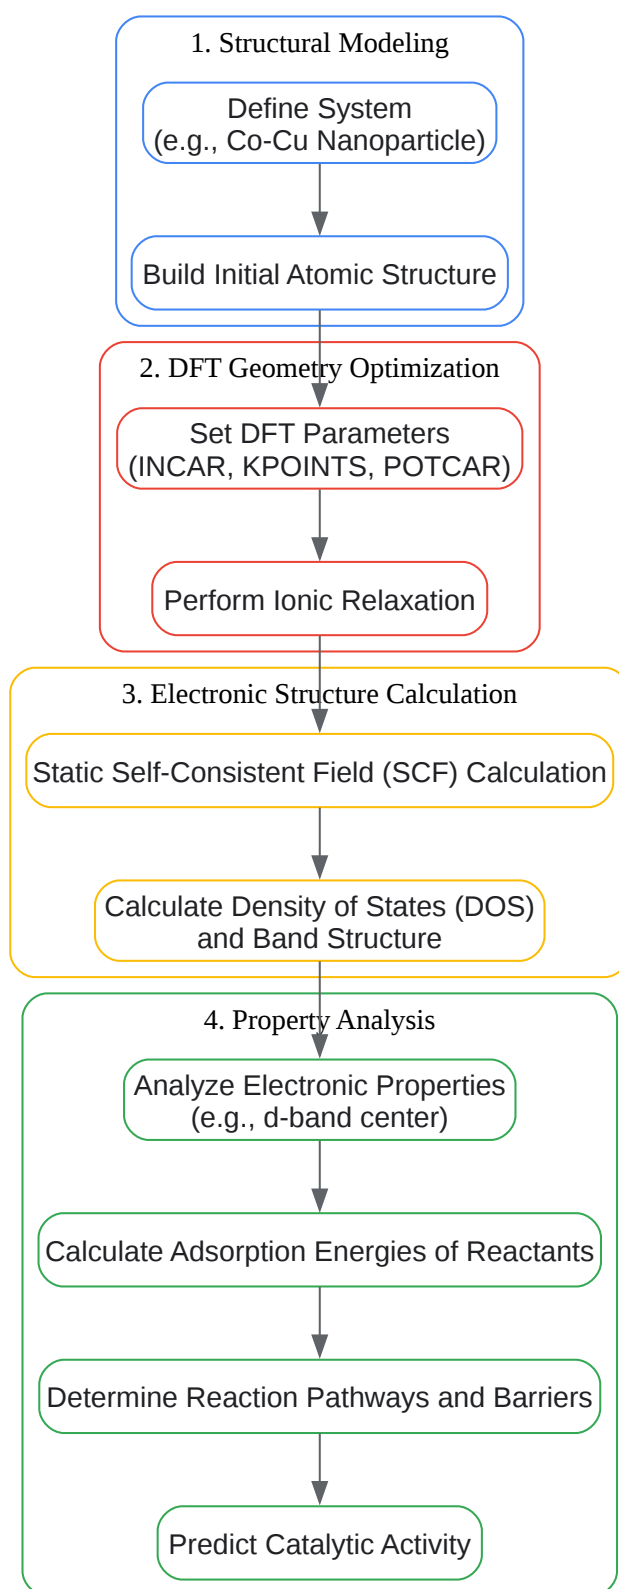 1. Structural Modeling
Define System
(e.g., Co-Cu Nanoparticle)
Build Initial Atomic Structure
2. DFT Geometry Optimization
Set DFT Parameters
(INCAR, KPOINTS, POTCAR)
Perform Ionic Relaxation
3. Electronic Structure Calculation
Static Self-Consistent Field (SCF) Calculation
Calculate Density of States (DOS)
and Band Structure
4. Property Analysis
Analyze Electronic Properties
(e.g., d-band center)
Calculate Adsorption Energies of Reactants
Determine Reaction Pathways and Barriers
Predict Catalytic Activity